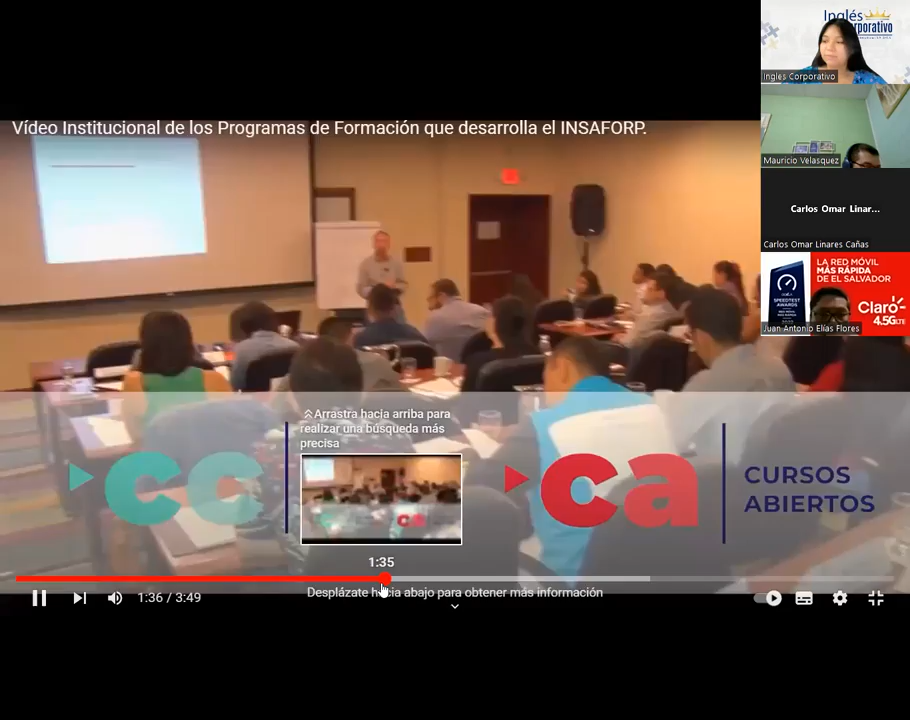 Vídeo Institucional de los Programas de Formación que desarrolla el INSAFORP.
Inglés
Corporativo
Ingles Corporativo
Mauricio Velasquez
Carlos Omar Linar...
Carlos Omar Linares Cañas
LA RED MÓVIL
MÁS RÁPIDA
DE EL SALVADOR
SPEEDTEST
AWARDS
Claro
4.5G LTE
Juan Antonio Elías Flores
Arrastra hacia arriba para
realizar una búsqueda más
precisa
cc
ca
CURSOS
ABIERTOS
1:35
1:36 / 3:49
Desplázate hacia abajo para obtener más información